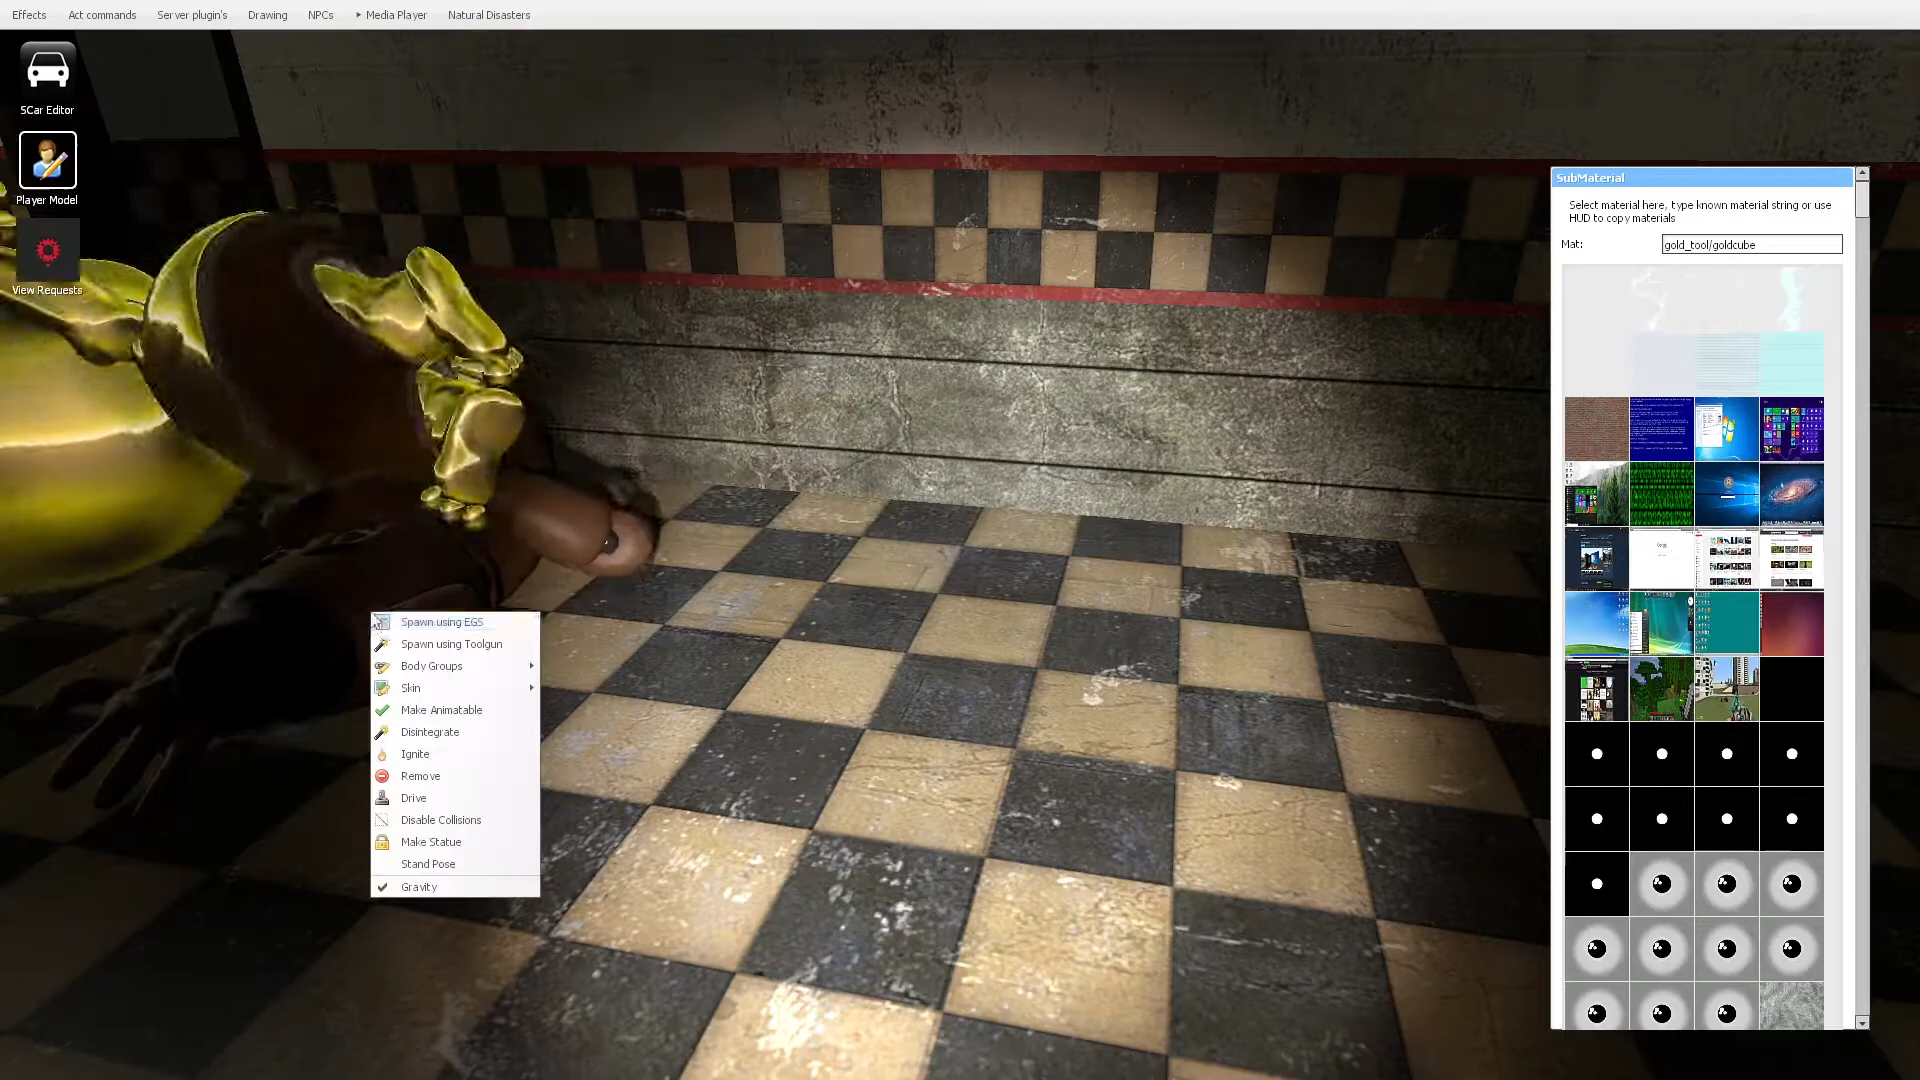 Effects
Act commands
Server plugin's
Drawing
NPCs
Media Player
Natural Disasters
SCar Editor
Player Model
View Requests
SubMaterial
Select material here, type known material string or use
HUD to copy materials
Mat:
gold_tool/goldcube
Spawn using EGS
Spawn using Toolgun
Body Groups
Skin
Make Animatable
Disintegrate
Ignite
Remove
Drive
Disable Collisions
Make Statue
Stand Pose
Gravity